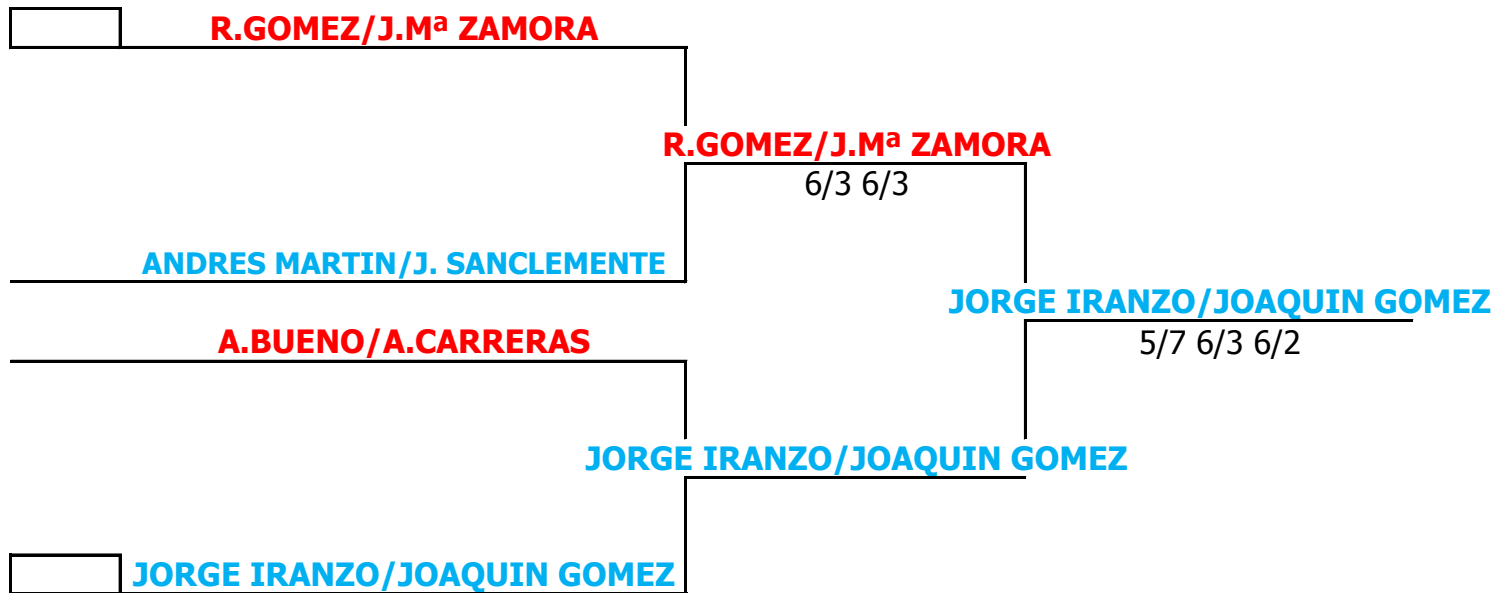 R.GOMEZ/J.Mª ZAMORA
R.GOMEZ/J.Mª ZAMORA
6/3 6/3
ANDRES MARTIN/J. SANCLEMENTE
JORGE IRANZO/JOAQUIN GOMEZ
5/7 6/3 6/2
A.BUENO/A.CARRERAS
JORGE IRANZO/JOAQUIN GOMEZ
JORGE IRANZO/JOAQUIN GOMEZ